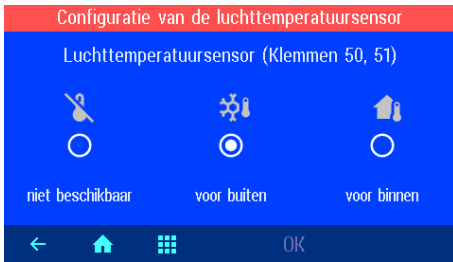 Configuratie van de luchttemperatuursensor
Luchttemperatuursensor (Klemmen 50, 51)
niet beschikbaar voor buiten voor binnen
OK